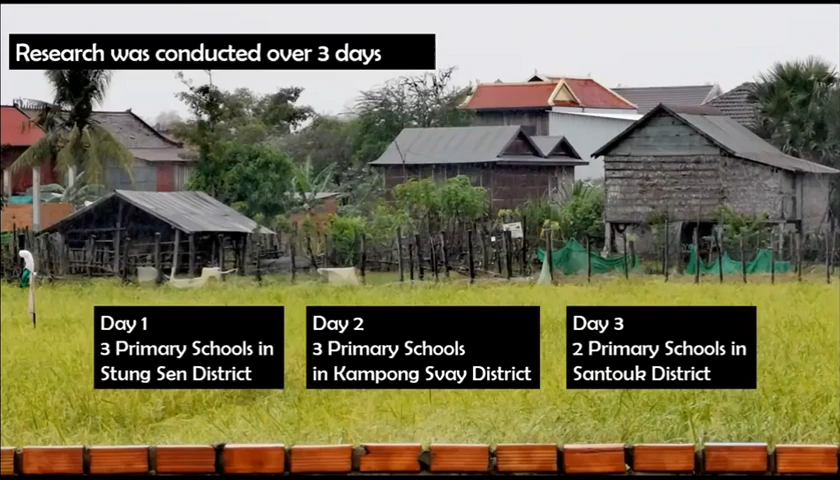 Research was conducted over 3 days
Day 1
3 Primary Schools in
Stung Sen District
Day 2
3 Primary Schools
in Kampong Svay District
Day 3
2 Primary Schools in
Santouk District